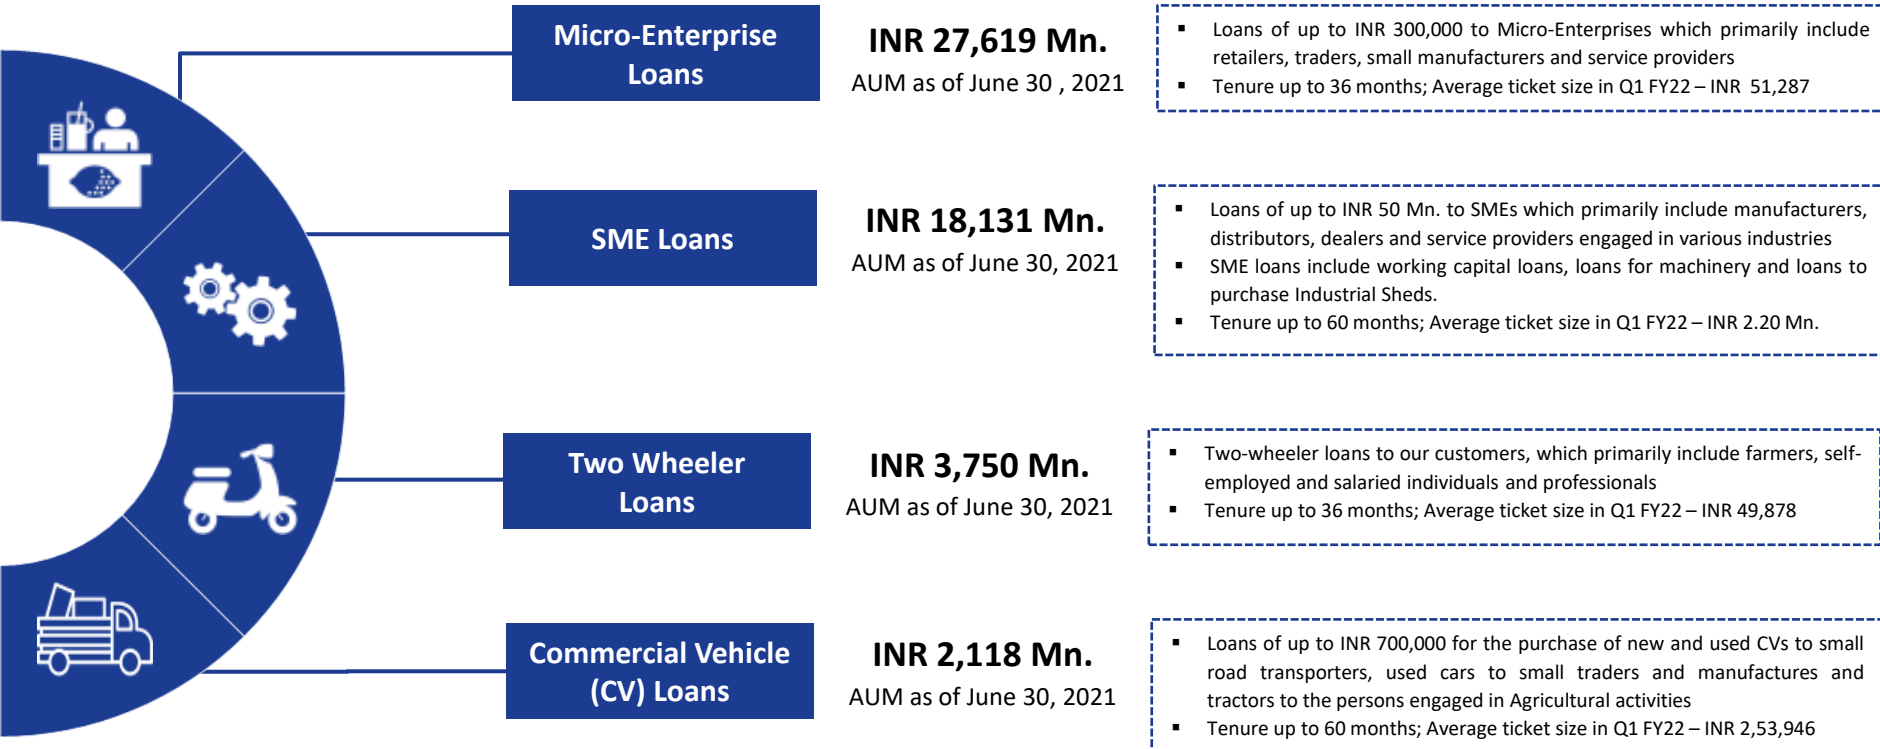 Micro-Enterprise
Loans
INR 27,619 Mn.
AUM as of June 30 , 2021
▪ Loans of up to INR 300,000 to Micro-Enterprises which primarily include
retailers, traders, small manufacturers and service providers
▪ Tenure up to 36 months; Average ticket size in Q1 FY22 – INR 51,287
SME Loans
INR 18,131 Mn.
AUM as of June 30, 2021
▪ Loans of up to INR 50 Mn. to SMEs which primarily include manufacturers,
distributors, dealers and service providers engaged in various industries
▪ SME loans include working capital loans, loans for machinery and loans to
purchase Industrial Sheds.
▪ Tenure up to 60 months; Average ticket size in Q1 FY22 – INR 2.20 Mn.
Two Wheeler
Loans
INR 3,750 Mn.
AUM as of June 30, 2021
▪ Two-wheeler loans to our customers, which primarily include farmers, self-
employed and salaried individuals and professionals
▪ Tenure up to 36 months; Average ticket size in Q1 FY22 – INR 49,878
Commercial Vehicle
(CV) Loans
INR 2,118 Mn.
AUM as of June 30, 2021
▪ Loans of up to INR 700,000 for the purchase of new and used CVs to small
road transporters, used cars to small traders and manufactures and
tractors to the persons engaged in Agricultural activities
▪ Tenure up to 60 months; Average ticket size in Q1 FY22 – INR 2,53,946